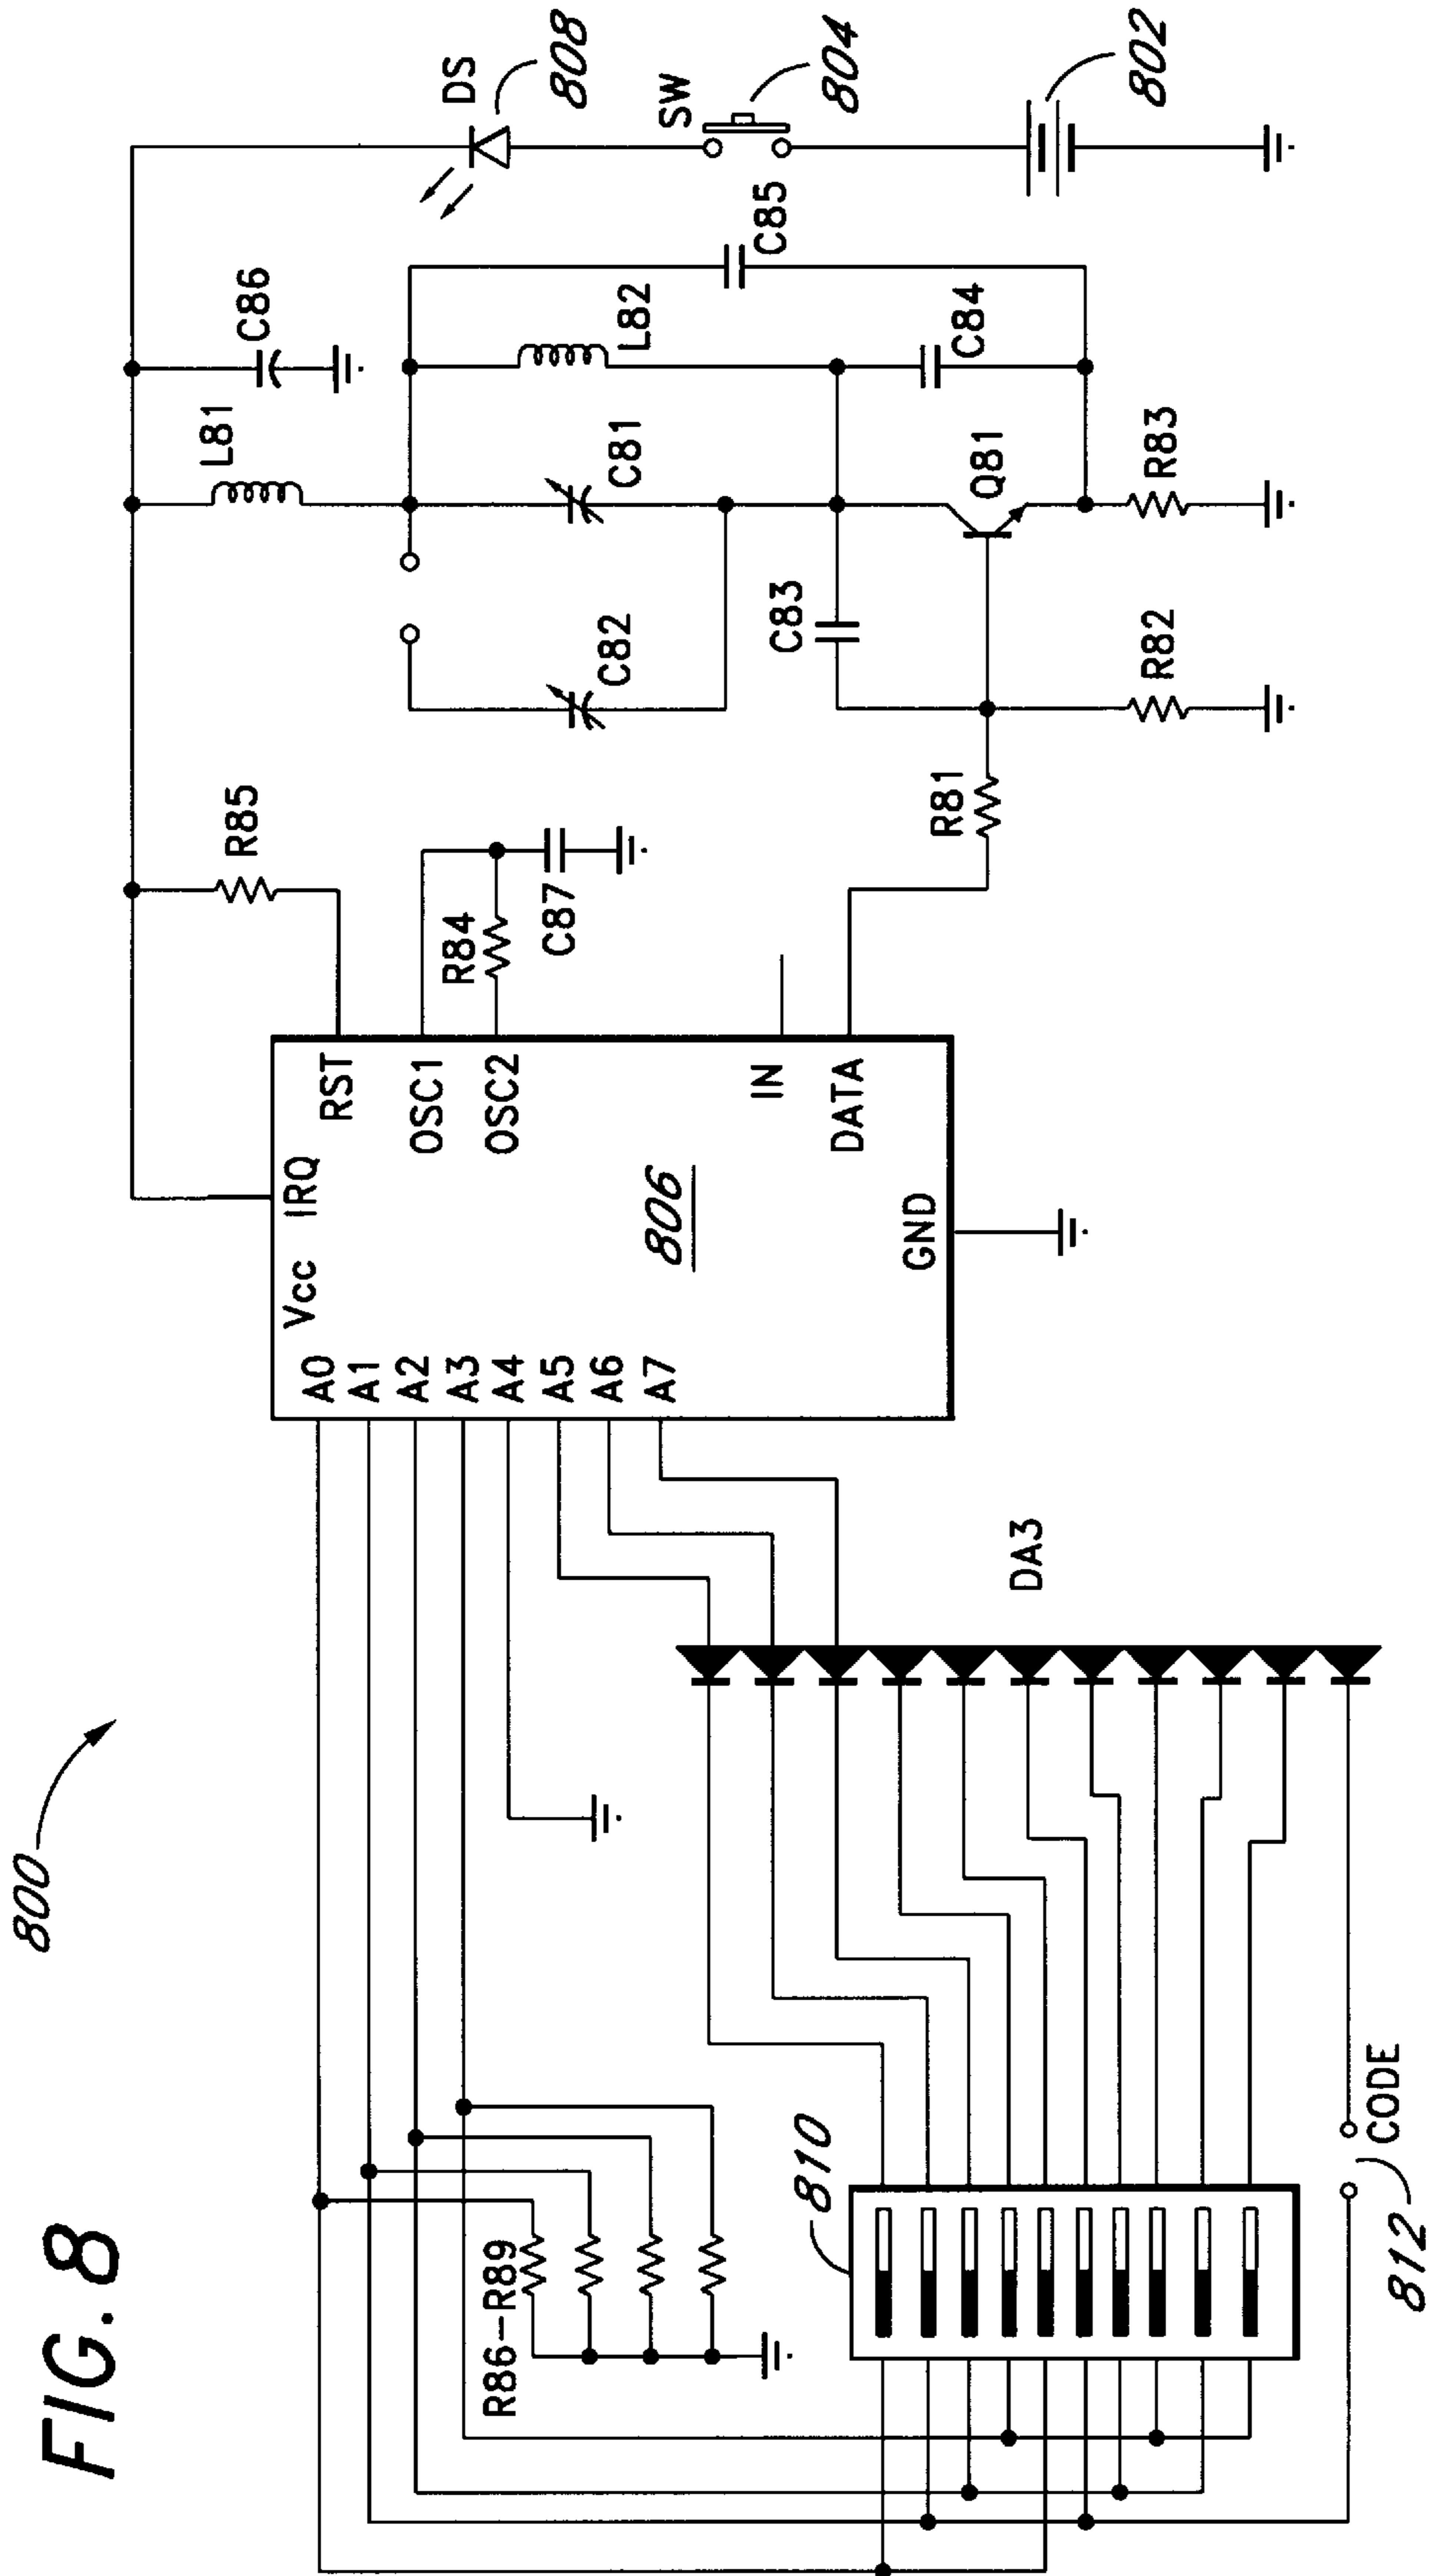 FIG. 8
800
R85
L81
C86
DS
808
SW
804
802
C85
L82
C84
C81
C82
C83
Q81
R83
R82
R81
R84
C87
Vcc
IRQ
RST
OSC1
OSC2
IN
DATA
GND
806
A0
A1
A2
A3
A4
A5
A6
A7
DA3
R86-R89
810
CODE
812